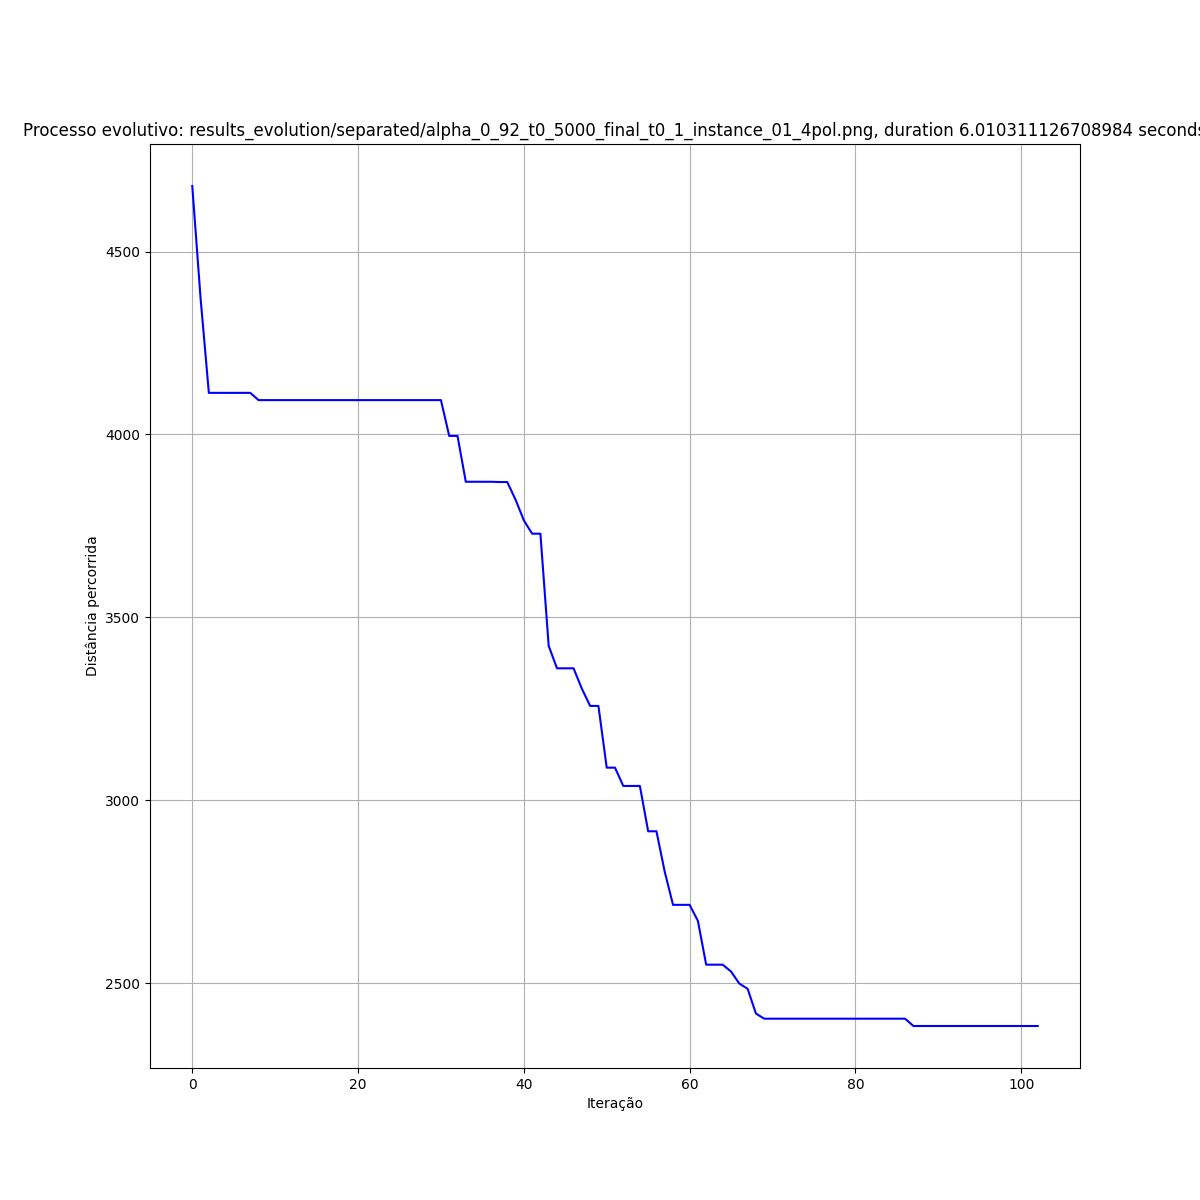 Processo evolutivo: results_evolution/separated/alpha_0_92_t0_5000_final_t0_1_instance_01_4pol.png, duration 6.010311126708984 seconds
4500
4000
3500
3000
2500
Distância percorrida
0 20 40 60 80 100
Iteração